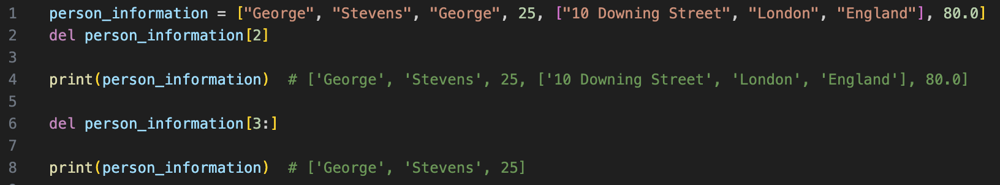 1 person_information = ["George", "Stevens", "George", 25, ["10 Downing Street", "London", "England"], 80.0]
2 del person_information[2]
3
4 print(person_information)  # ['George', 'Stevens', 25, ['10 Downing Street', 'London', 'England'], 80.0]
5
6 del person_information[3:]
7
8 print(person_information)  # ['George', 'Stevens', 25]